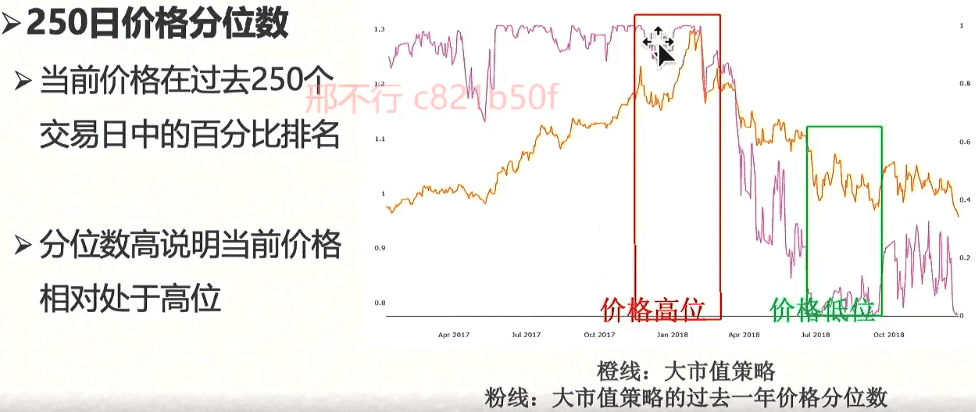 250日价格分位数
当前价格在过去250个
交易日中的百分比排名
分位数高说明当前价格
相对处于高位
邢不行 c821b50f
1.3
1.2
1.1
1
0.9
0.8
1
0.8
0.6
0.4
0.2
0
价格高位
价格低位
Apr 2017
Jul 2017
Oct 2017
Jan 2018
Apr 2018
Jul 2018
Oct 2018
橙线：大市值策略
粉线：大市值策略的过去一年价格分位数